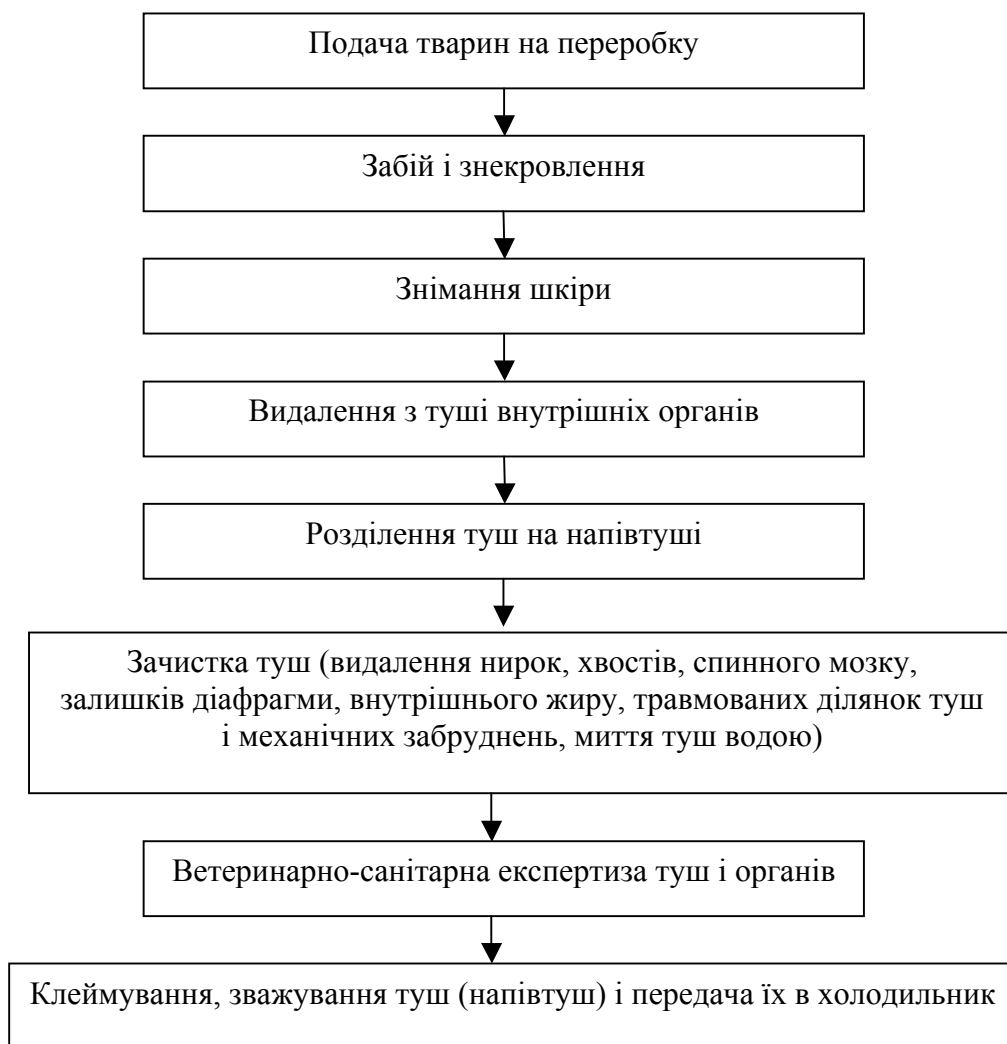 Подача тварин на переробку
Забій і знекровлення
Знімання шкіри
Видалення з туші внутрішніх органів
Розділення туш на напівтуші
Зачистка туш (видалення нирок, хвостів, спинного мозку,
залишків діафрагми, внутрішнього жиру, травмованих ділянок туш
і механічних забруднень, миття туш водою)
Ветеринарно-санітарна експертиза туш і органів
Клеймування, зважування туш (напівтуш) і передача їх в холодильник